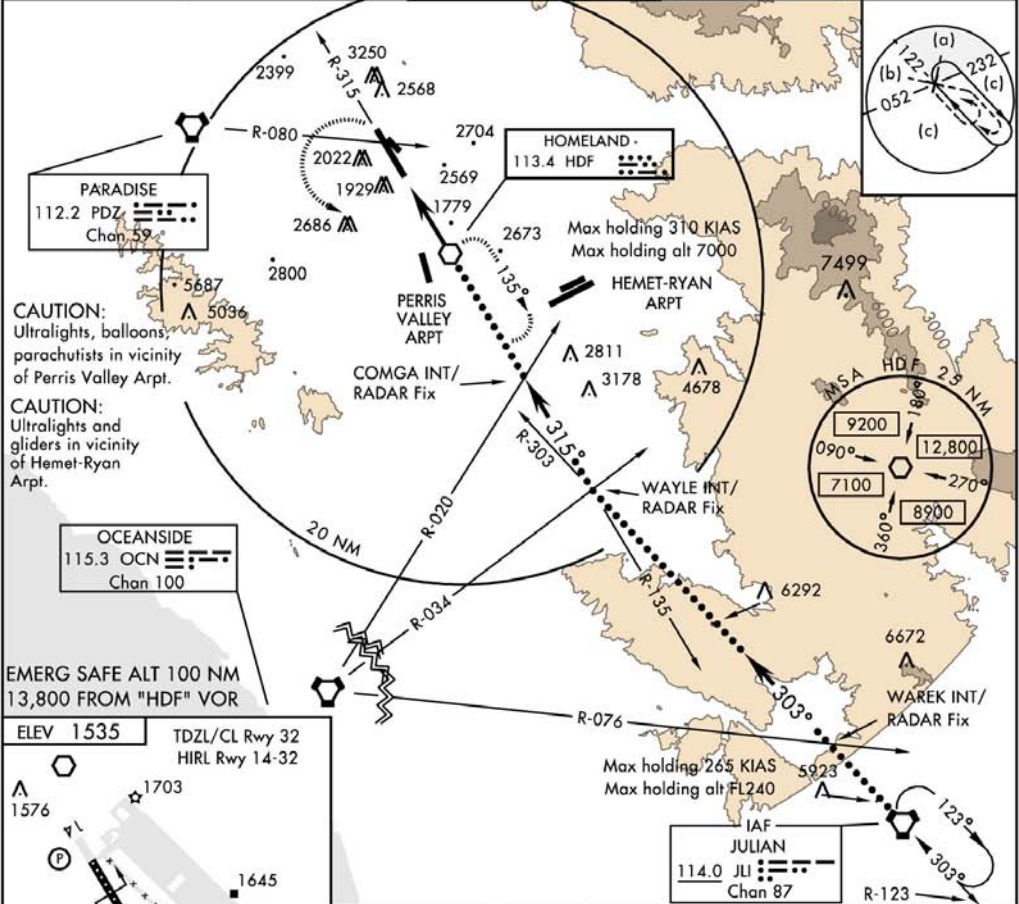 3250
2399
2568
R-315
(a)
122
232
(b)
(c)
052
(c)
R-080
2704
HOMELAND
113.4 HDF
2022
2569
1929
PARADISE
112.2 PDZ
Chan 59
1779
2686
2673
Max holding 310 KIAS
Max holding alt 7000
135°
2800
HEMET-RYAN
ARPT
7499
5687
5036
PERRIS
VALLEY
ARPT
CAUTION:
Ultralights, balloons,
parachutists in vicinity
of Perris Valley Arpt.
CAUTION:
Ultralights and
gliders in vicinity
of Hemet-Ryan
Arpt.
COMGA INT/
RADAR Fix
2811
3178
4678
3000
MSA HDF 25 NM
180°
9200
12,800
090°
270°
7100
8900
360°
315°
R-303
WAYLE INT/
RADAR Fix
R-020
20 NM
OCEANSIDE
115.3 OCN
Chan 100
R-034
R-135
6292
6672
EMERG SAFE ALT 100 NM
13,800 FROM "HDF" VOR
303°
WAREK INT/
RADAR Fix
R-076
ELEV 1535
TDZL/CL Rwy 32
HIRL Rwy 14-32
Max holding 265 KIAS
Max holding alt FL240
5923
1576
1703
P
1645
IAF
JULIAN
114.0 JLI
Chan 87
123°
303°
R-123